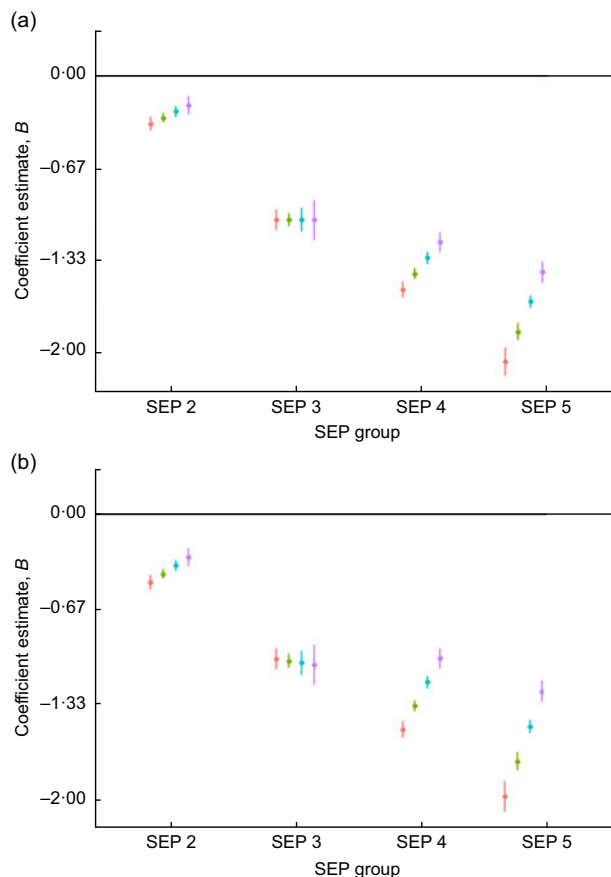 (a)
0·00
–0·67
–1·33
–2·00
Coefficient estimate, B
SEP 2 SEP 3 SEP 4 SEP 5
SEP group
(b)
0·00
–0·67
–1·33
–2·00
Coefficient estimate, B
SEP 2 SEP 3 SEP 4 SEP 5
SEP group